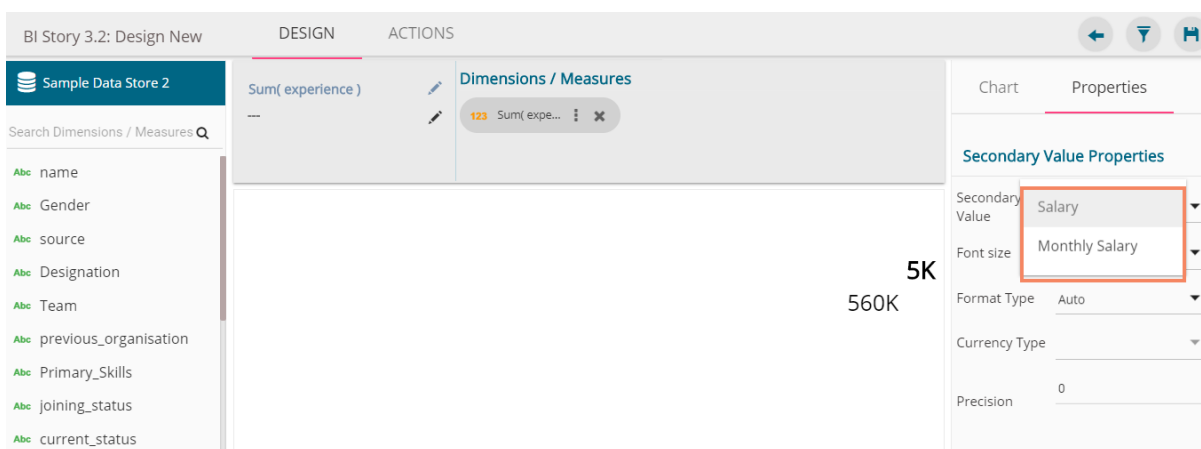 BI Story 3.2: Design New
DESIGN
ACTIONS
Sample Data Store 2
Search Dimensions / Measures
Abc name
Abc Gender
Abc source
Abc Designation
Abc Team
Abc previous_organisation
Abc Primary_Skills
Abc joining_status
Abc current_status
Sum( experience )
---
Dimensions / Measures
123 Sum( expe...
5K
560K
Chart
Properties
Secondary Value Properties
Secondary
Value
Salary
Monthly Salary
Font size
Format Type Auto
Currency Type
Precision 0